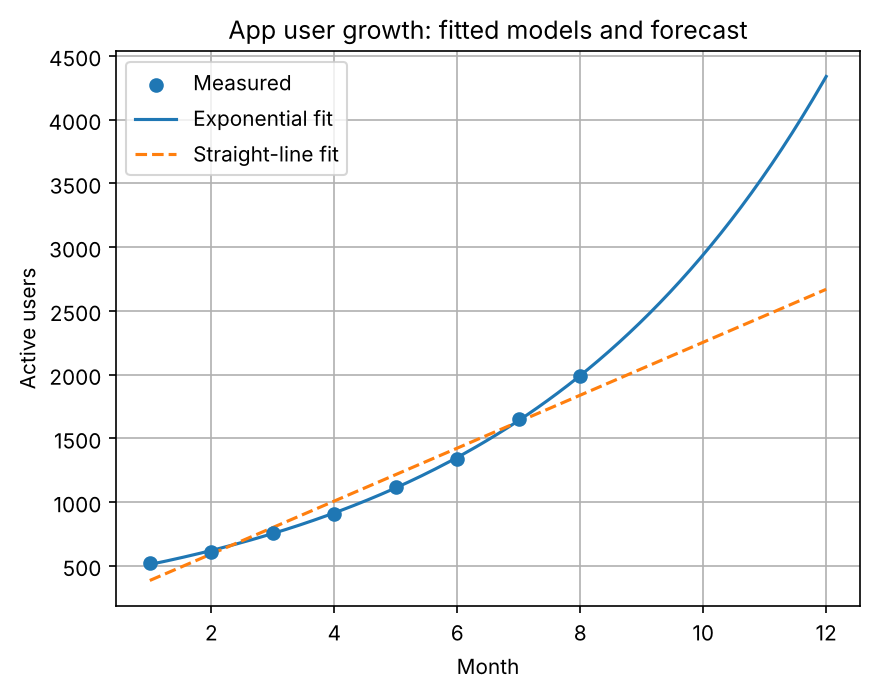 App user growth: fitted models and forecast
Measured
Exponential fit
Straight-line fit
Active users
4500
4000
3500
3000
2500
2000
1500
1000
500
2 4 6 8 10 12
Month